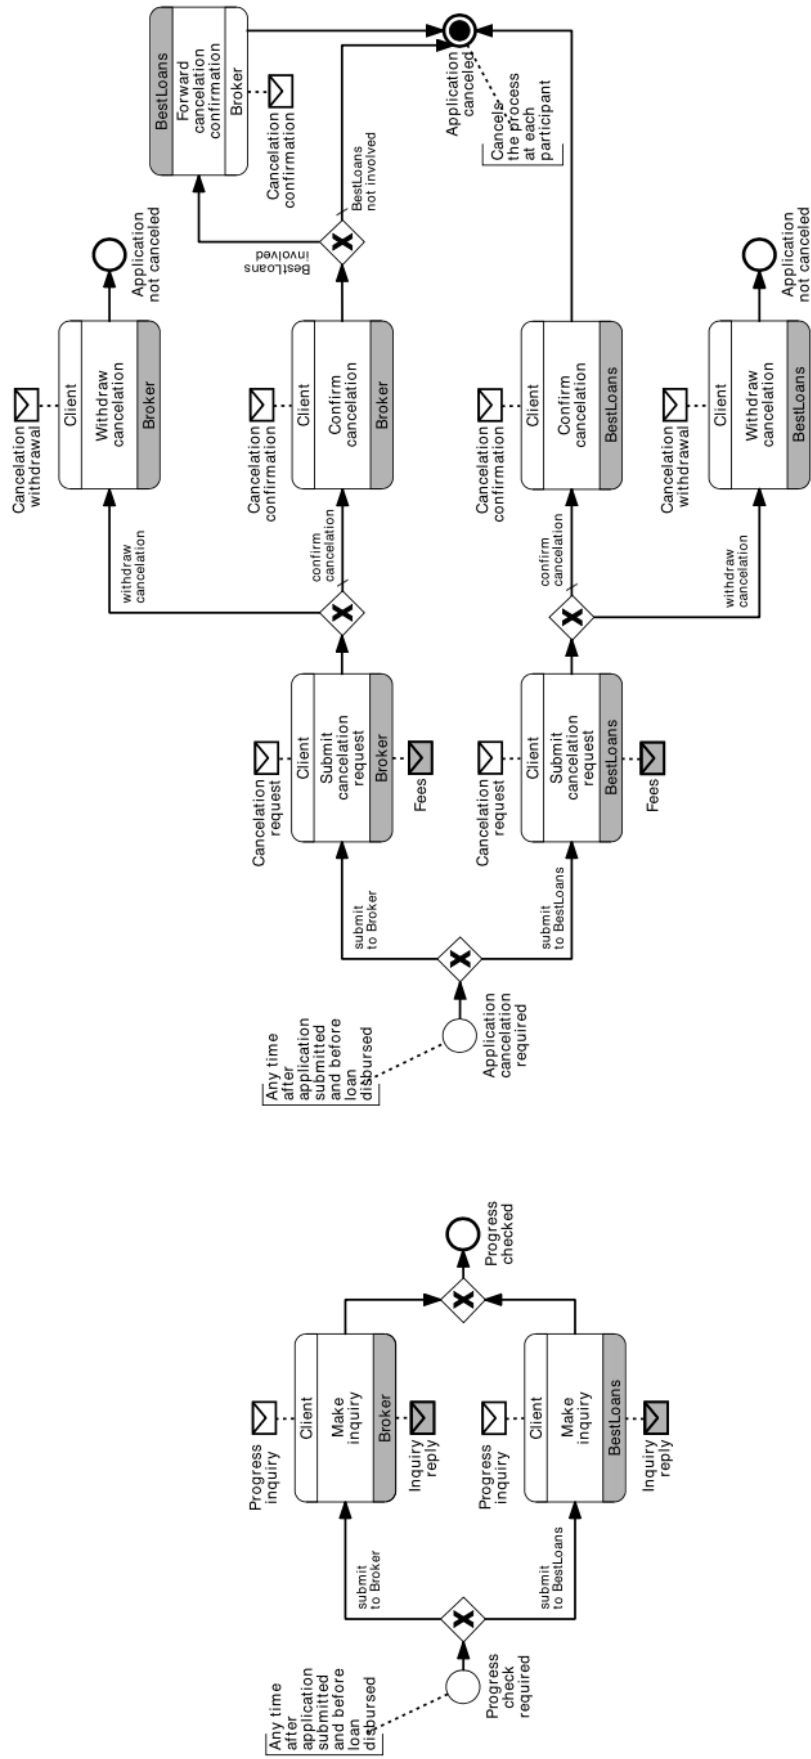 Any time
after
application
submitted
and before
loan
disbursed
Progress
check
required
submit
to Broker
submit
to BestLoans
Progress
inquiry
Client
Make
inquiry
Broker
Inquiry
reply
Progress
inquiry
Client
Make
inquiry
BestLoans
Inquiry
reply
Progress
checked
Any time
after
application
submitted
and before
loan
disbursed
Application
cancelation
required
submit
to Broker
submit
to BestLoans
Cancelation
request
Client
Submit
cancelation
request
Broker
Fees
Cancelation
request
Client
Submit
cancelation
request
BestLoans
Fees
withdraw
cancelation
confirm
cancelation
confirm
cancelation
withdraw
cancelation
Cancelation
withdrawal
Client
Withdraw
cancelation
Broker
Application
not canceled
Cancelation
confirmation
Client
Confirm
cancelation
Broker
BestLoans
involved
BestLoans
not involved
BestLoans
Forward
cancelation
confirmation
Broker
Cancelation
confirmation
Application
canceled
Cancels
the process
at each
participant
Cancelation
confirmation
Client
Confirm
cancelation
BestLoans
Cancelation
withdrawal
Client
Withdraw
cancelation
BestLoans
Application
not canceled